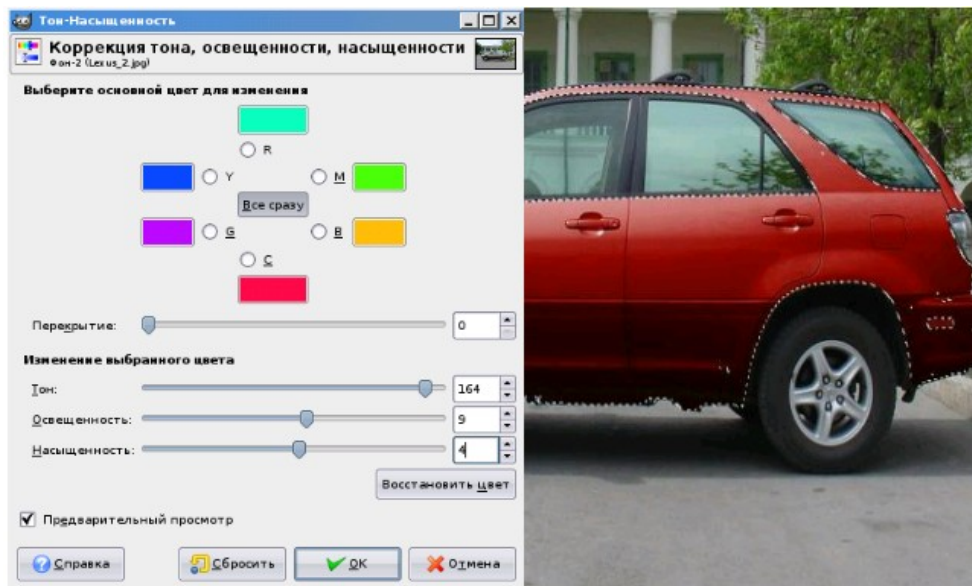 Тон-Насыщенность
Коррекция тона, освещенности, насыщенности
Фон-2 (Lexus_2.jpg)
Выберите основной цвет для изменения
R
Y M
Все сразу
G B
C
Перекрытие: 0
Изменение выбранного цвета
Тон: 164
Освещенность: 9
Насыщенность: 4
Восстановить цвет
Предварительный просмотр
Справка Сбросить OK Отмена